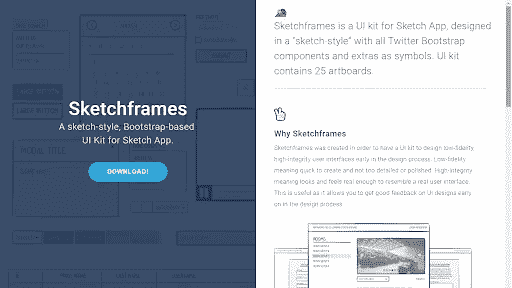 Sketchframes
A sketch-style, Bootstrap-based
UI Kit for Sketch App.
DOWNLOAD!
MODAL TITLE
Sketchframes is a UI kit for Sketch App, designed
in a "sketch style" with all Twitter Bootstrap
components and extras as symbols. UI kit
contains 25 artboards
Why Sketchframes
Sketchframes was created in order to have a UI kit to design low-fidelity
high-integrity user interfaces early in the design process. Low-fidelity
meaning quick to create and not too detailed or polished. High-integrity
meaning looks and feels real enough to resemble a real user interface.
This is useful as it allows you to get good feedback on UI designs early
on in the design process.